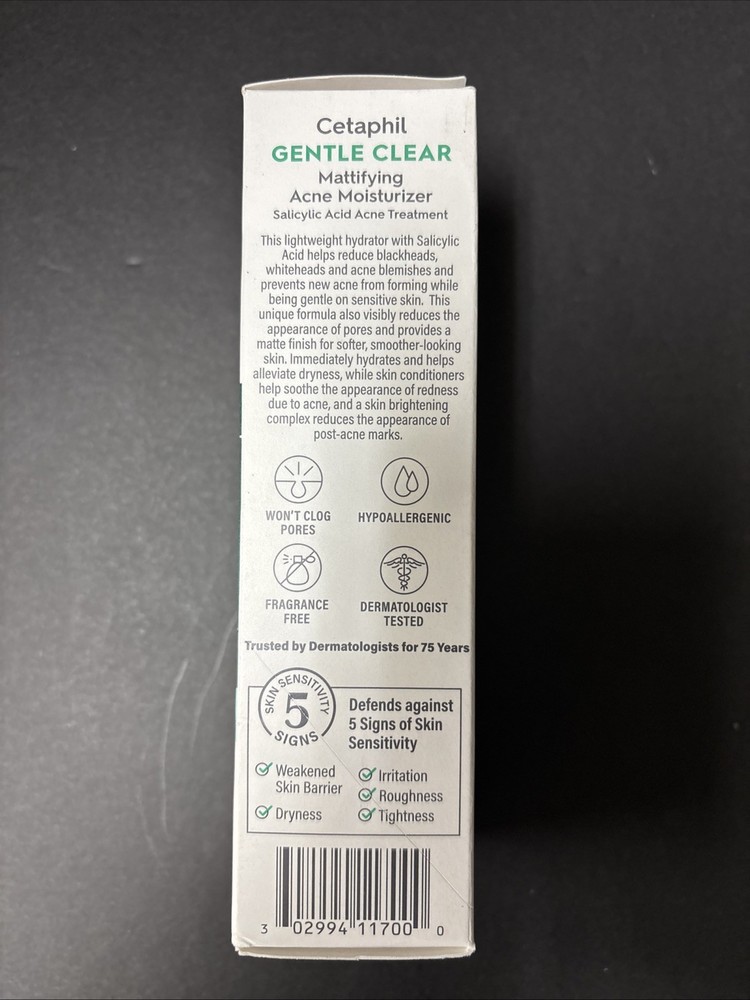 Cetaphil
GENTLE CLEAR
Mattifying
Acne Moisturizer
Salicylic Acid Acne Treatment
This lightweight hydrator with Salicylic
Acid helps reduce blackheads,
whiteheads and acne blemishes and
prevents new acne from forming while
being gentle on sensitive skin. This
unique formula also visibly reduces the
appearance of pores and provides a
matte finish for softer, smoother-looking
skin. Immediately hydrates and helps
alleviate dryness, while skin conditioners
help soothe the appearance of redness
due to acne, and a skin brightening
complex reduces the appearance of
post-acne marks.
WON'T CLOG
PORES
HYPOALLERGENIC
FRAGRANCE
FREE
DERMATOLOGIST
TESTED
Trusted by Dermatologists for 75 Years
SKIN SENSITIVITY
5
SIGNS
Defends against
5 Signs of Skin
Sensitivity
Weakened
Skin Barrier
Dryness
Irritation
Roughness
Tightness
3 02994 11700 0